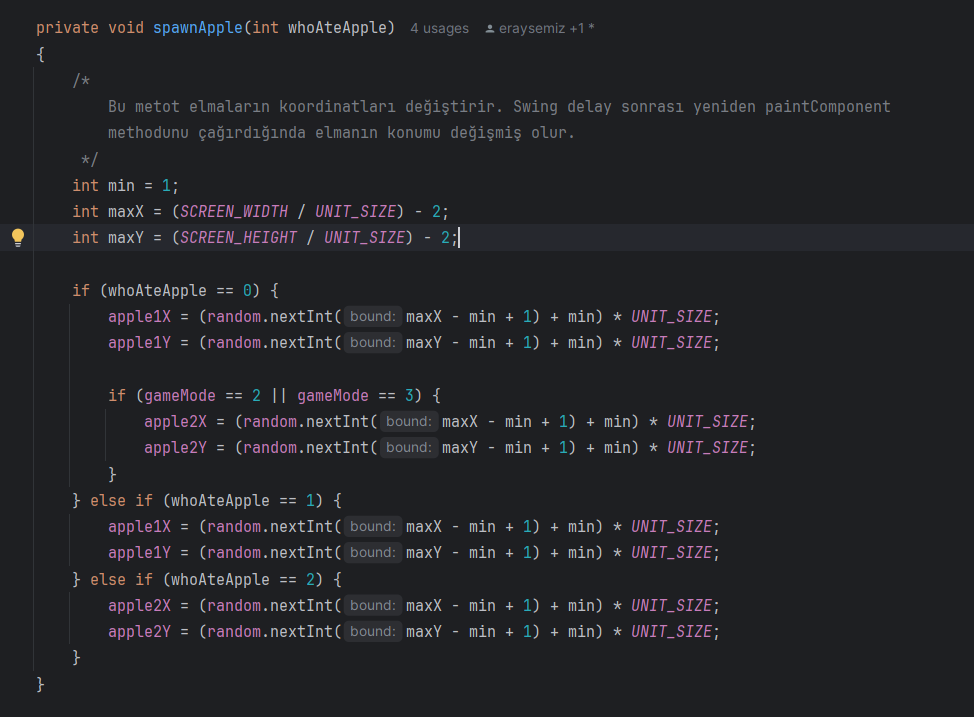 private void spawnApple(int whoAteApple) 4 usages eraysemiz +1 *
{
/*
Bu metot elmaların koordinatları değiştirir. Swing delay sonrası yeniden paintComponent
methodunu çağırdığında elmanın konumu değişmiş olur.
*/
int min = 1;
int maxX = (SCREEN_WIDTH / UNIT_SIZE) - 2;
int maxY = (SCREEN_HEIGHT / UNIT_SIZE) - 2;
if (whoAteApple == 0) {
apple1X = (random.nextInt( bound: maxX - min + 1) + min) * UNIT_SIZE;
apple1Y = (random.nextInt( bound: maxY - min + 1) + min) * UNIT_SIZE;
if (gameMode == 2 || gameMode == 3) {
apple2X = (random.nextInt( bound: maxX - min + 1) + min) * UNIT_SIZE;
apple2Y = (random.nextInt( bound: maxY - min + 1) + min) * UNIT_SIZE;
}
} else if (whoAteApple == 1) {
apple1X = (random.nextInt( bound: maxX - min + 1) + min) * UNIT_SIZE;
apple1Y = (random.nextInt( bound: maxY - min + 1) + min) * UNIT_SIZE;
} else if (whoAteApple == 2) {
apple2X = (random.nextInt( bound: maxX - min + 1) + min) * UNIT_SIZE;
apple2Y = (random.nextInt( bound: maxY - min + 1) + min) * UNIT_SIZE;
}
}